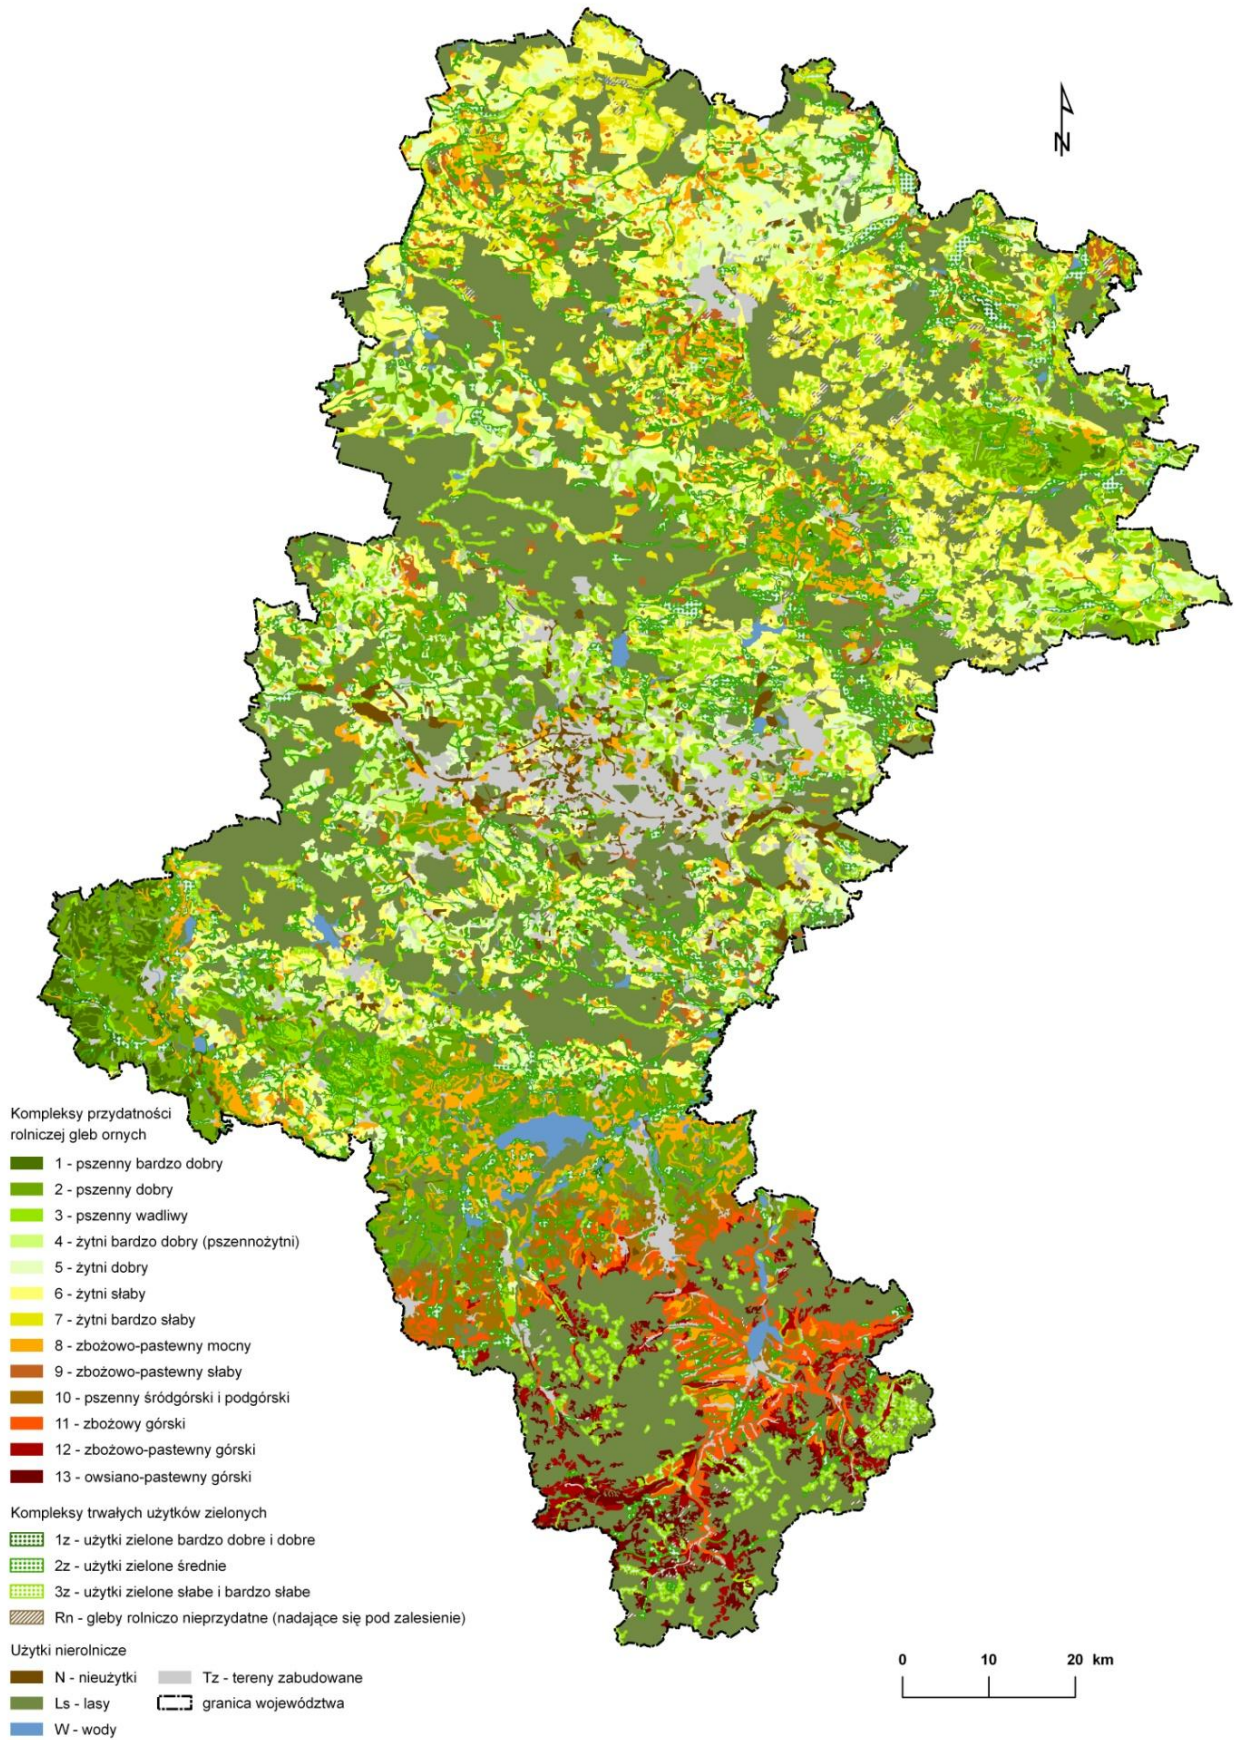 N
Kompleksy przydatności
rolniczej gleb ornych
1 - pszenny bardzo dobry
2 - pszenny dobry
3 - pszenny wadliwy
4 - żytni bardzo dobry (pszennożytni)
5 - żytni dobry
6 - żytni słaby
7 - żytni bardzo słaby
8 - zbożowo-pastewny mocny
9 - zbożowo-pastewny słaby
10 - pszenny śródgórski i podgórski
11 - zbożowy górski
12 - zbożowo-pastewny górski
13 - owsiano-pastewny górski
Kompleksy trwałych użytków zielonych
1z - użytki zielone bardzo dobre i dobre
2z - użytki zielone średnie
3z - użytki zielone słabe i bardzo słabe
Rn - gleby rolniczo nieprzydatne (nadające się pod zalesienie)
Użytki nierolnicze
N - nieużytki Tz - tereny zabudowane
Ls - lasy granica województwa
W - wody
0 10 20 km